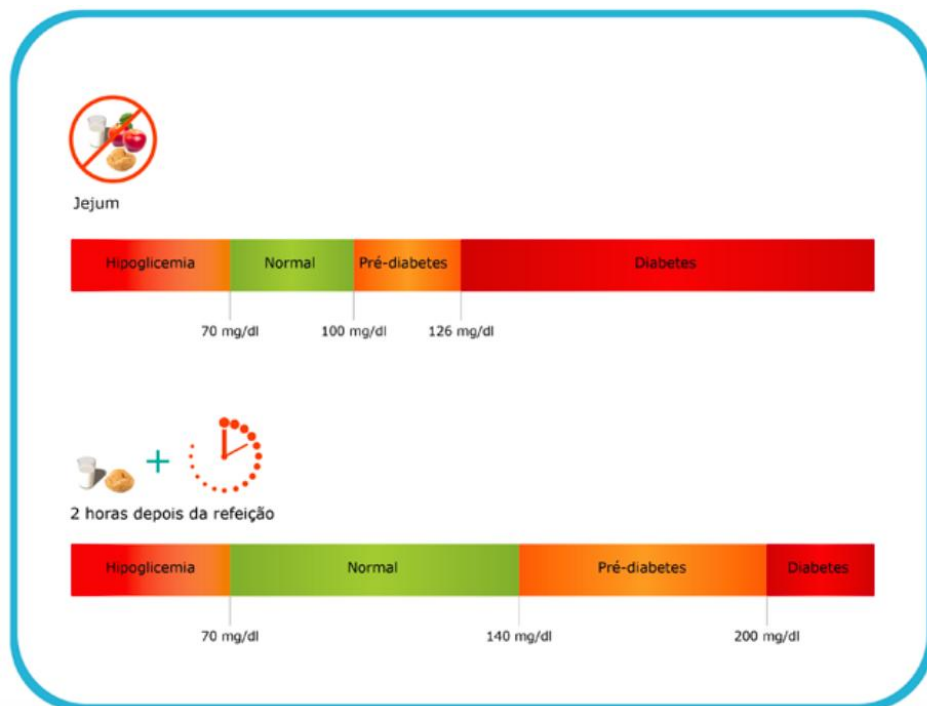 Jejum
Hipoglicemia Normal Pré-diabetes Diabetes
70 mg/dl 100 mg/dl 126 mg/dl
+
2 horas depois da refeição
Hipoglicemia Normal Pré-diabetes Diabetes
70 mg/dl 140 mg/dl 200 mg/dl